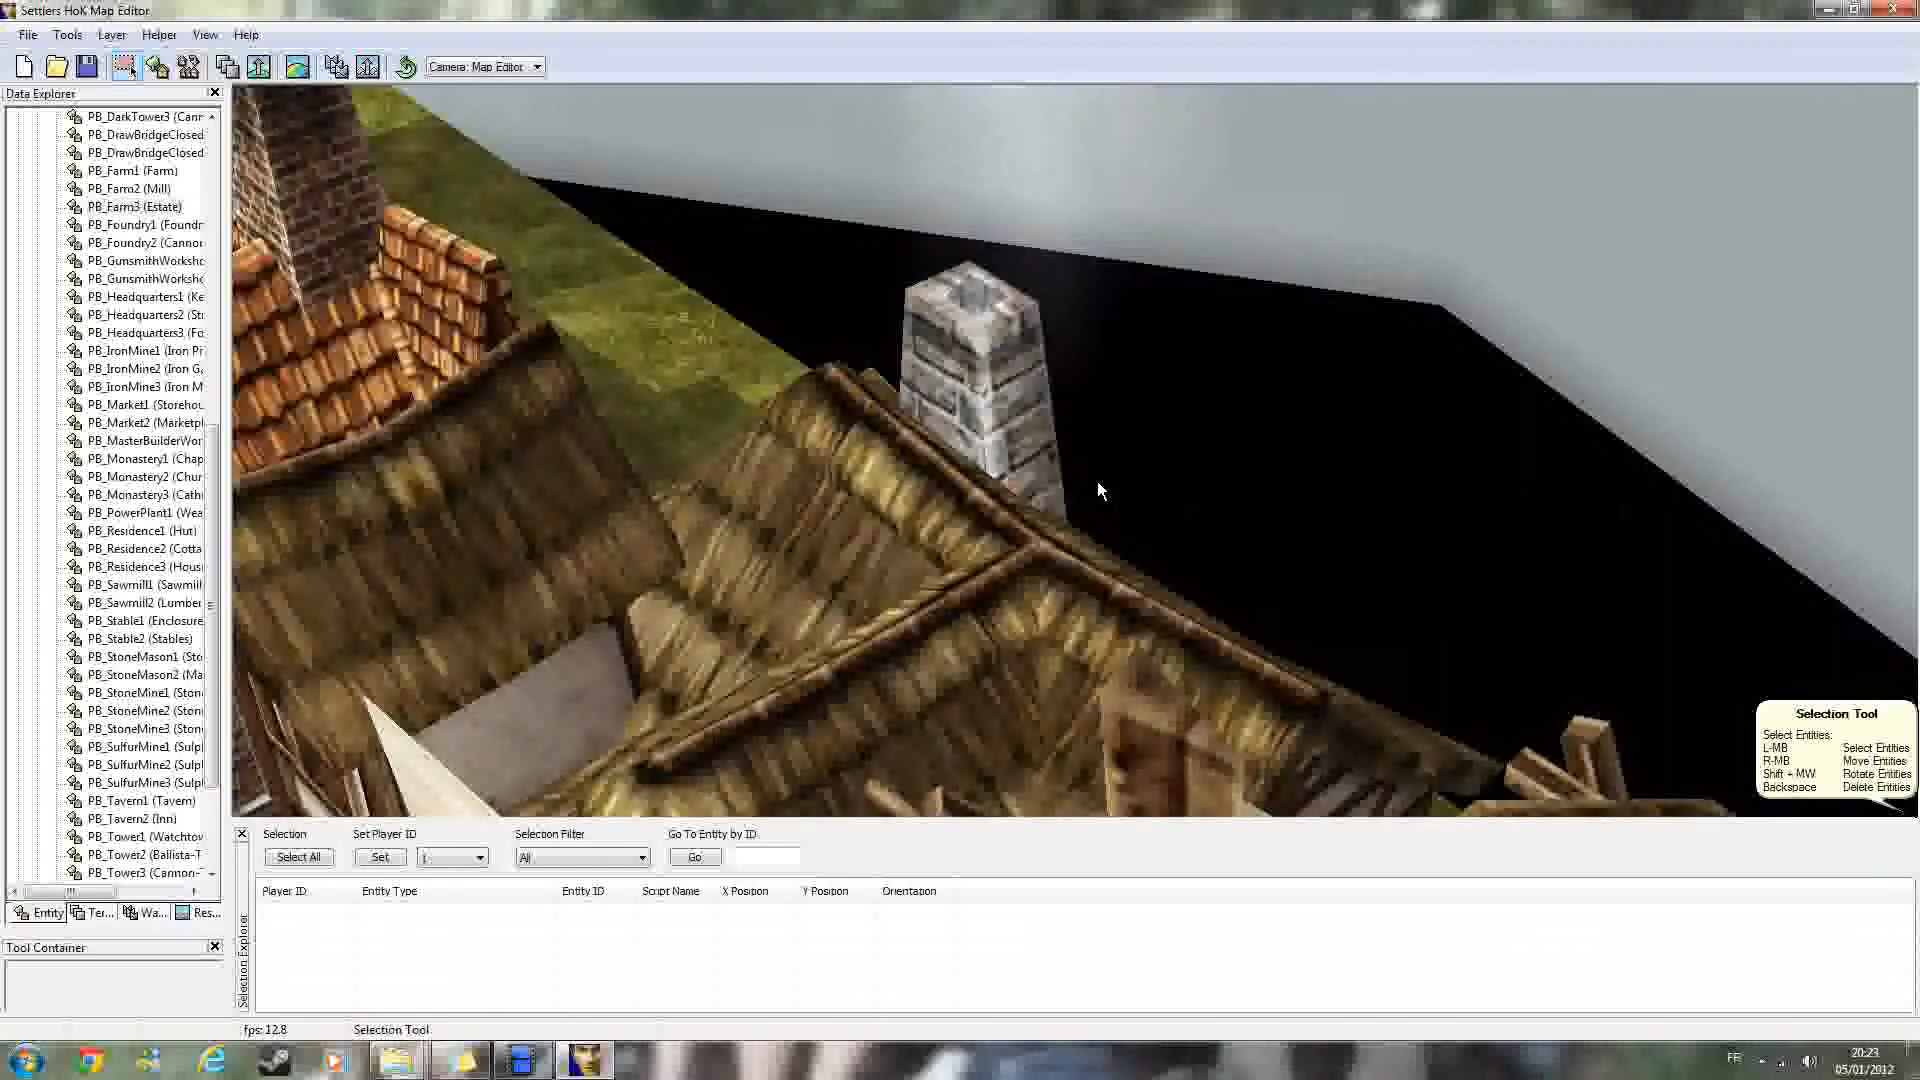 Settlers HoK Map Editor
File Tools Layer Helper View Help
Camera: Map Editor
Data Explorer
PB_DarkTower3 (Cann
PB_DrawBridgeClosed
PB_DrawBridgeClosed
PB_Farm1 (Farm)
PB_Farm2 (Mill)
PB_Farm3 (Estate)
PB_Foundry1 (Foundr
PB_Foundry2 (Cannor
PB_GunsmithWorksho
PB_GunsmithWorksho
PB_Headquarters1 (Ke
PB_Headquarters2 (Str
PB_Headquarters3 (Fo
PB_IronMine1 (Iron Pi
PB_IronMine2 (Iron G
PB_IronMine3 (Iron M
PB_Market1 (Storehou
PB_Market2 (Marketpl
PB_MasterBuilderWor
PB_Monastery1 (Chap
PB_Monastery2 (Chur
PB_Monastery3 (Cath
PB_PowerPlant1 (Wea
PB_Residence1 (Hut)
PB_Residence2 (Cotta
PB_Residence3 (Hous
PB_Sawmill1 (Sawmill
PB_Sawmill2 (Lumber
PB_Stable1 (Enclosure
PB_Stable2 (Stables)
PB_StoneMason1 (Sto
PB_StoneMason2 (Ma
PB_StoneMine1 (Ston
PB_StoneMine2 (Ston
PB_StoneMine3 (Ston
PB_SulfurMine1 (Sulpl
PB_SulfurMine2 (Sulpl
PB_SulfurMine3 (Sulpl
PB_Tavern1 (Tavern)
PB_Tavern2 (Inn)
PB_Tower1 (Watchtow
PB_Tower2 (Ballista-T
PB_Tower3 (Cannon-T
Entity Ter... Wa... Res...
Tool Container
Selection Tool
Select Entities:
L-MB Select Entities
R-MB Move Entities
Shift + MW Rotate Entities
Backspace Delete Entities
Selection Set Player ID Selection Filter Go To Entity by ID
Select All Set All Go
Player ID Entity Type Entity ID Script Name X Position Y Position Orientation
Selection Explorer
fps: 12.8 Selection Tool
FR
20:23
05/01/2012